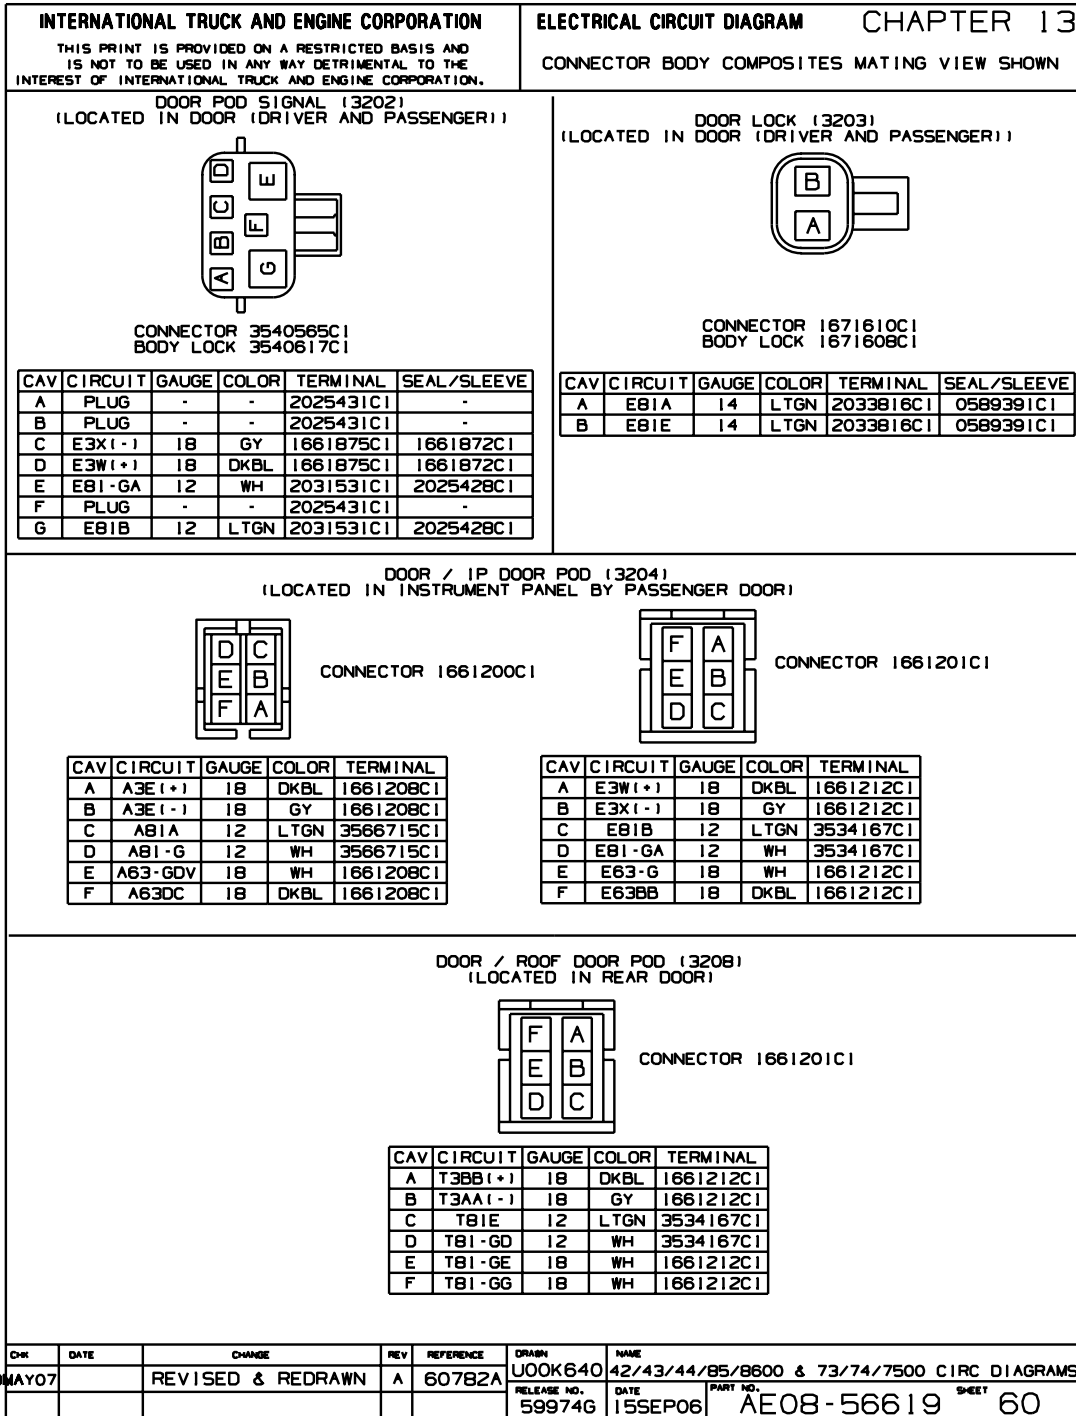 INTERNATIONAL TRUCK AND ENGINE CORPORATION
THIS PRINT IS PROVIDED ON A RESTRICTED BASIS AND
IS NOT TO BE USED IN ANY WAY DETRIMENTAL TO THE
INTEREST OF INTERNATIONAL TRUCK AND ENGINE CORPORATION.
ELECTRICAL CIRCUIT DIAGRAM CHAPTER 13
CONNECTOR BODY COMPOSITES MATING VIEW SHOWN
DOOR POD SIGNAL (3202)
(LOCATED IN DOOR (DRIVER AND PASSENGER))
D E
C
F
B
A G
CONNECTOR 3540565C1
BODY LOCK 3540617C1
CAV CIRCUIT GAUGE COLOR TERMINAL SEAL/SLEEVE
A PLUG - - 2025431C1 -
B PLUG - - 2025431C1 -
C E3X(-) 18 GY 1661875C1 1661872C1
D E3W(+) 18 DKBL 1661875C1 1661872C1
E E81-GA 12 WH 2031531C1 2025428C1
F PLUG - - 2025431C1 -
G E81B 12 LTGN 2031531C1 2025428C1
DOOR LOCK (3203)
(LOCATED IN DOOR (DRIVER AND PASSENGER))
B
A
CONNECTOR 1671610C1
BODY LOCK 1671608C1
CAV CIRCUIT GAUGE COLOR TERMINAL SEAL/SLEEVE
A E81A 14 LTGN 2033816C1 0589391C1
B E81E 14 LTGN 2033816C1 0589391C1
DOOR / IP DOOR POD (3204)
(LOCATED IN INSTRUMENT PANEL BY PASSENGER DOOR)
D C
E B
F A
CONNECTOR 1661200C1
CAV CIRCUIT GAUGE COLOR TERMINAL
A A3E(+) 18 DKBL 1661208C1
B A3E(-) 18 GY 1661208C1
C A81A 12 LTGN 3566715C1
D A81-G 12 WH 3566715C1
E A63-GDV 18 WH 1661208C1
F A63DC 18 DKBL 1661208C1
F A
E B
D C
CONNECTOR 1661201C1
CAV CIRCUIT GAUGE COLOR TERMINAL
A E3W(+) 18 DKBL 1661212C1
B E3X(-) 18 GY 1661212C1
C E81B 12 LTGN 3534167C1
D E81-GA 12 WH 3534167C1
E E63-G 18 WH 1661212C1
F E63BB 18 DKBL 1661212C1
DOOR / ROOF DOOR POD (3208)
(LOCATED IN REAR DOOR)
F A
E B
D C
CONNECTOR 1661201C1
CAV CIRCUIT GAUGE COLOR TERMINAL
A T3BB(+) 18 DKBL 1661212C1
B T3AA(-) 18 GY 1661212C1
C T81E 12 LTGN 3534167C1
D T81-GD 12 WH 3534167C1
E T81-GE 18 WH 1661212C1
F T81-GG 18 WH 1661212C1
CHK DATE CHANGE REV REFERENCE DRAWN NAME
MAY07 REVISED & REDRAWN A 60782A U00K640 42/43/44/85/8600 & 73/74/7500 CIRC DIAGRAMS
RELEASE NO. DATE PART NO. SHEET
59974G 15SEP06 AE08-56619 60